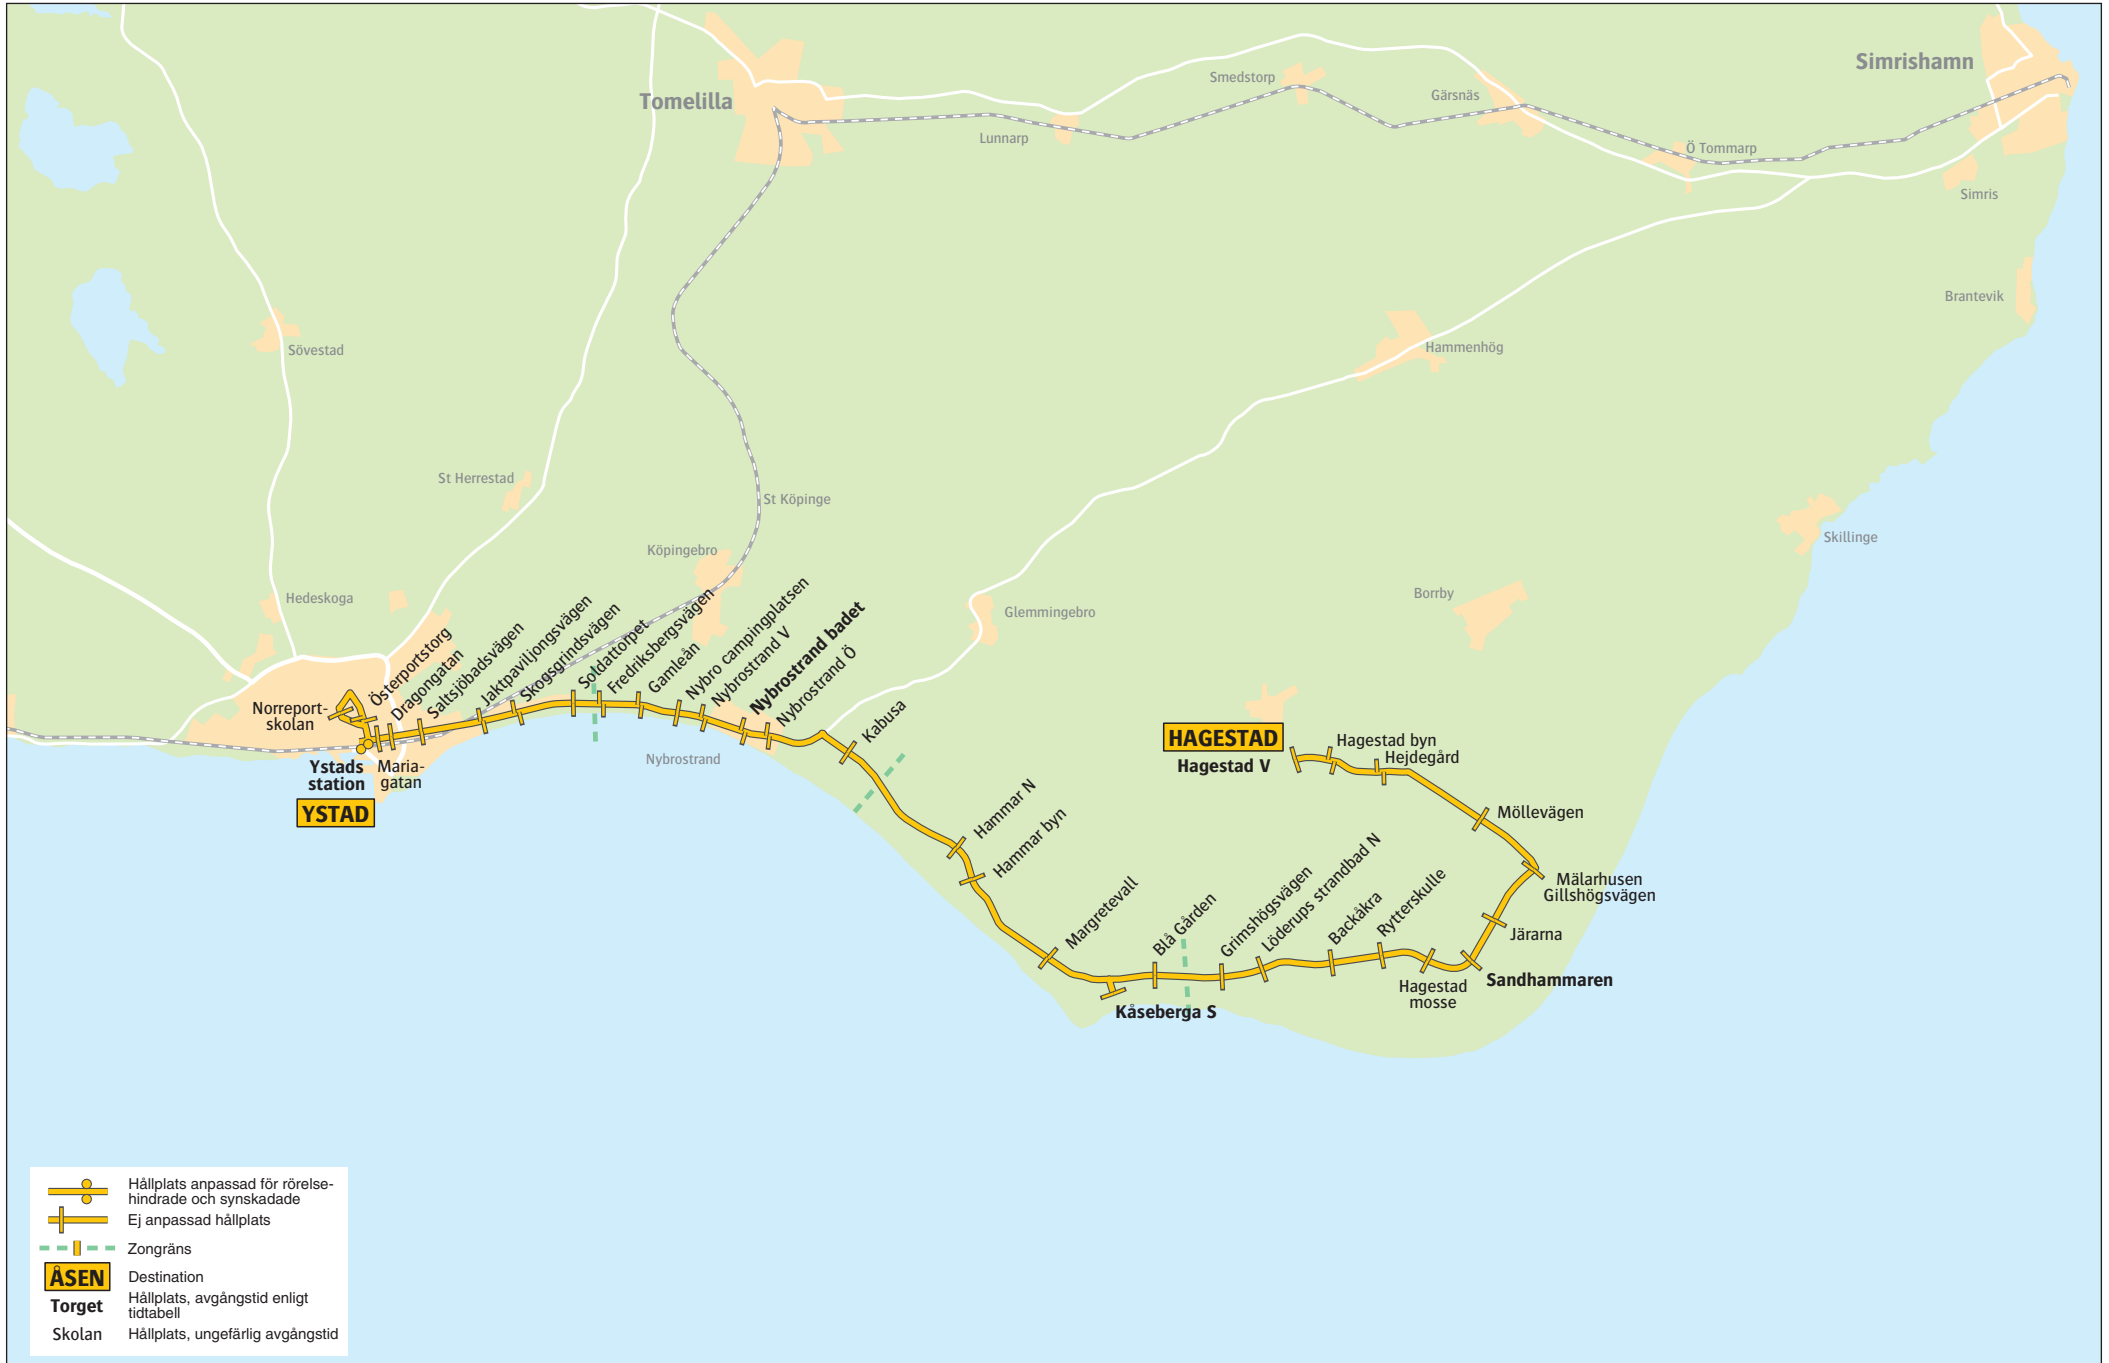 Simrishamn
Smedstorp
Gärsnäs
Tomelilla
Lunnarp
Ö Tommarp
Simris
Brantevik
Sövestad
Hammenhög
St Herrestad
St Köpinge
Skillinge
Köpingebro
Hedeskoga
Glemmingebro
Borrby
Norreport-
skolan
Österportstorg
Dragongatan
Saltsjöbadsvägen
Jaktpaviljongsvägen
Skogsgrindsvägen
Soldattorpet
Fredriksbergsvägen
Gamleån
Nybro campingplatsen
Nybrostrand V
Nybrostrand badet
Nybrostrand Ö
Kabusa
Nybrostrand
Ystads
station
Maria-
gatan
YSTAD
HAGESTAD
Hagestad V
Hagestad byn
Hejdegård
Möllevägen
Mälarhusen
Gillshögsvägen
Järarna
Sandhammaren
Hagestad
mosse
Rytterskulle
Backåkra
Löderups strandbad N
Grimshögsvägen
Blå Gården
Kåseberga S
Margretevall
Hammar byn
Hammar N
Hållplats anpassad för rörelse-
hindrade och synskadade
Ej anpassad hållplats
Zongräns
ÅSEN Destination
Torget Hållplats, avgångstid enligt
tidtabell
Skolan Hållplats, ungefärlig avgångstid